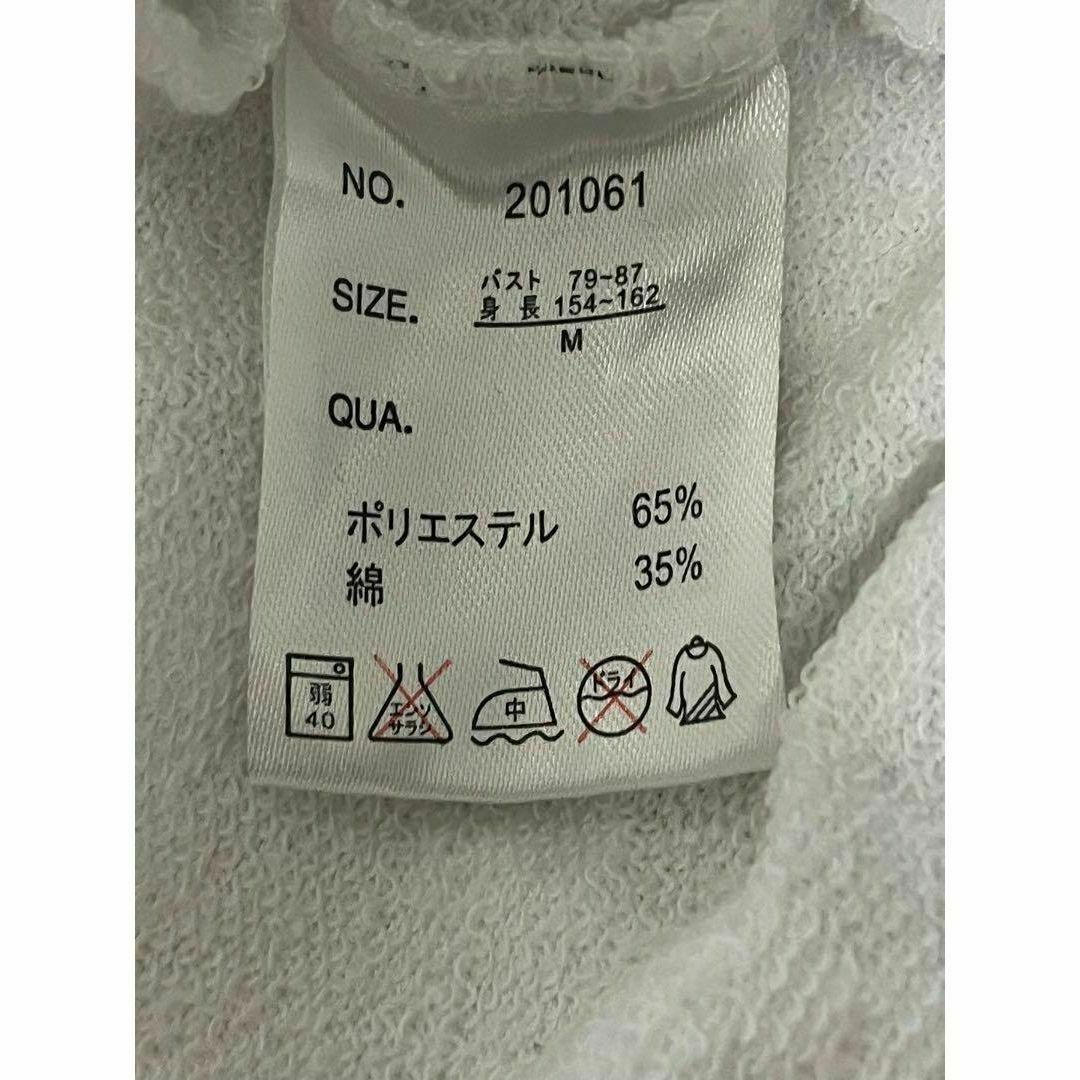 NO. 201061
SIZE. バスト 79~87
身長 154~162
M
QUA.
ポリエステル 65%
綿 35%
弱 40
エンソ サラシ
中
ドライ